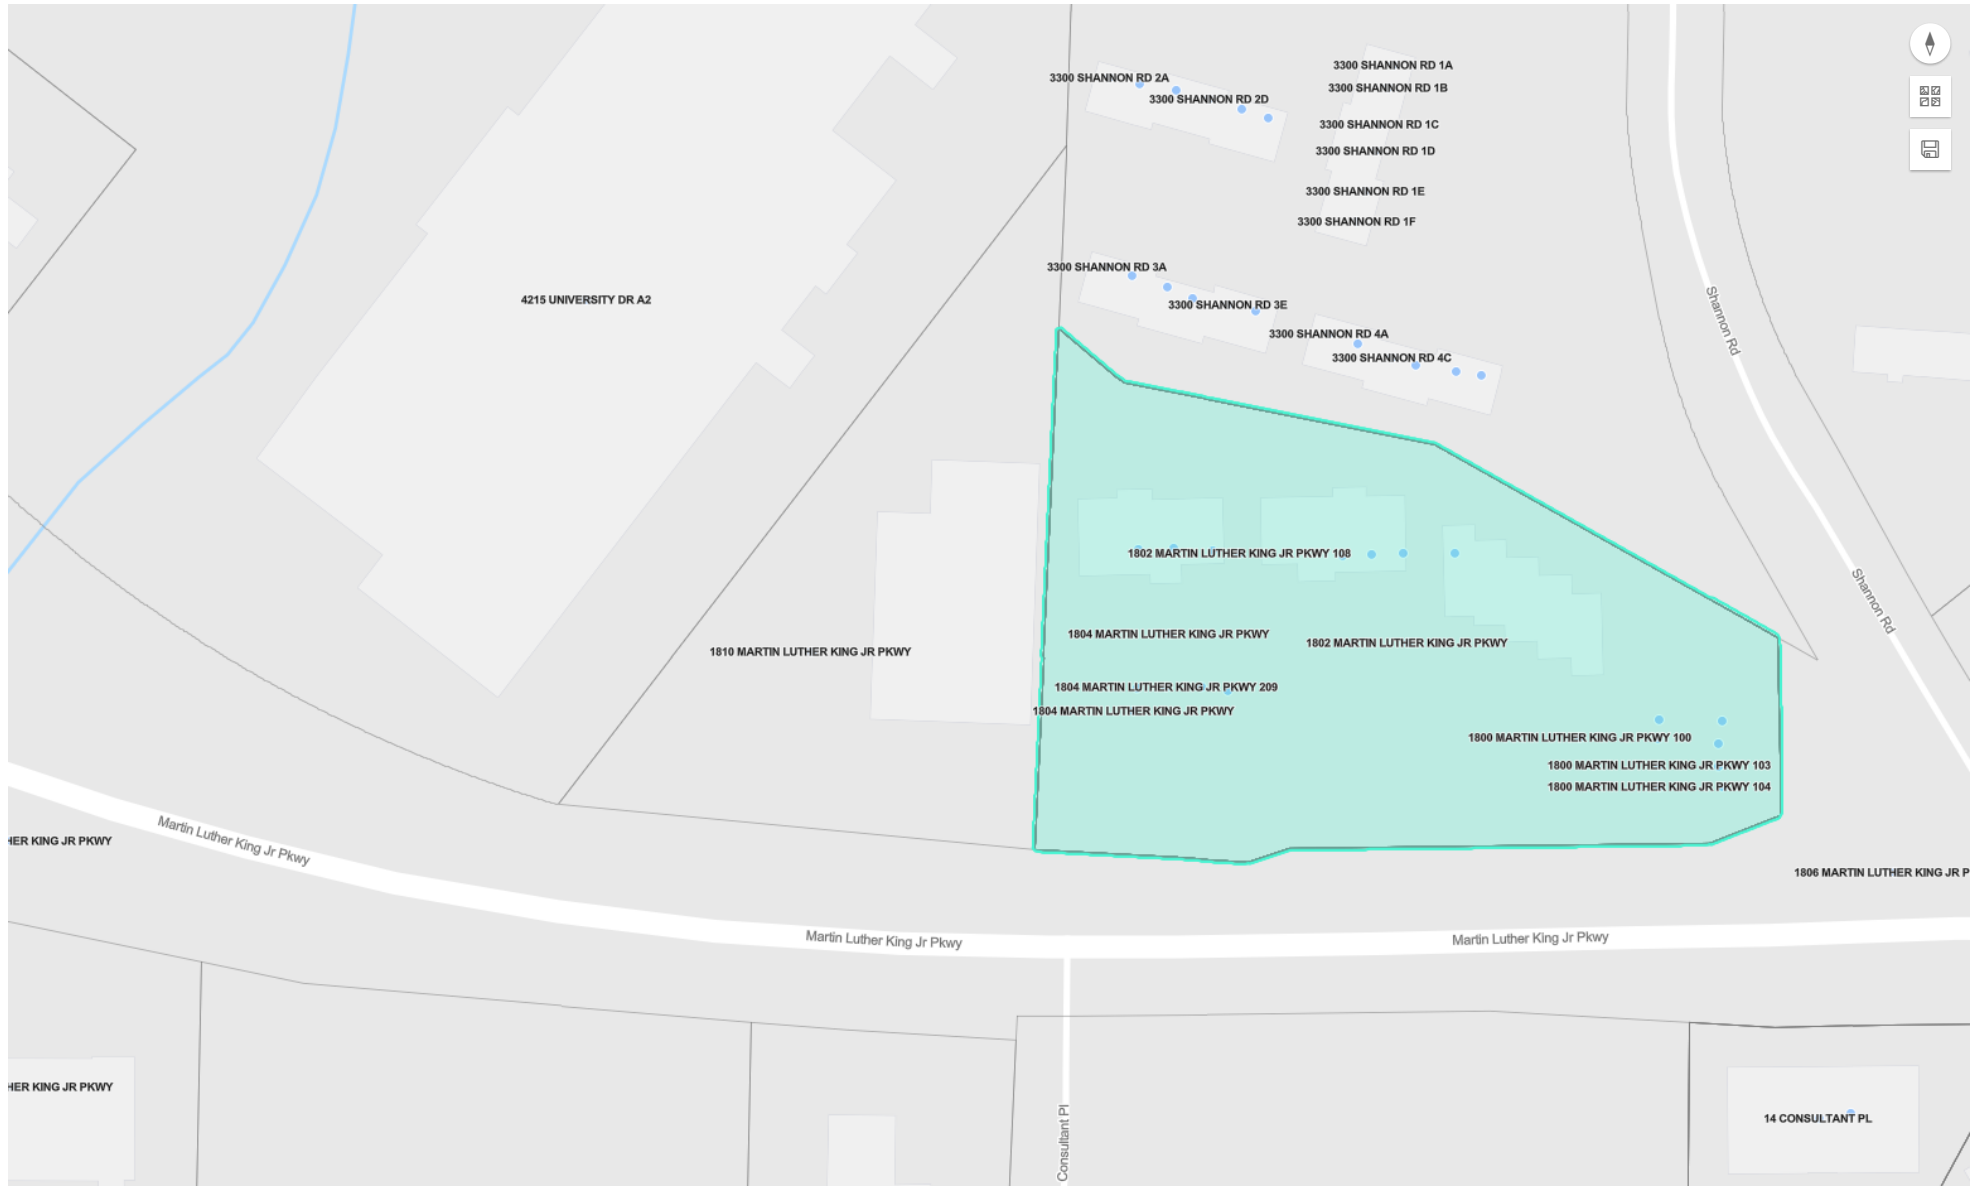 3300 SHANNON RD 1A
3300 SHANNON RD 2A
3300 SHANNON RD 1B
3300 SHANNON RD 2D
3300 SHANNON RD 1C
3300 SHANNON RD 1D
3300 SHANNON RD 1E
3300 SHANNON RD 1F
3300 SHANNON RD 3A
4215 UNIVERSITY DR A2
3300 SHANNON RD 3E
Shannon Rd
3300 SHANNON RD 4A
3300 SHANNON RD 4C
1802 MARTIN LUTHER KING JR PKWY 108
Shannon Rd
1804 MARTIN LUTHER KING JR PKWY
1802 MARTIN LUTHER KING JR PKWY
1810 MARTIN LUTHER KING JR PKWY
1804 MARTIN LUTHER KING JR PKWY 209
1804 MARTIN LUTHER KING JR PKWY
1800 MARTIN LUTHER KING JR PKWY 100
1800 MARTIN LUTHER KING JR PKWY 103
1800 MARTIN LUTHER KING JR PKWY 104
Martin Luther King Jr Pkwy
HER KING JR PKWY
1806 MARTIN LUTHER KING JR P
Martin Luther King Jr Pkwy
Martin Luther King Jr Pkwy
HER KING JR PKWY
14 CONSULTANT PL
Consultant Pl